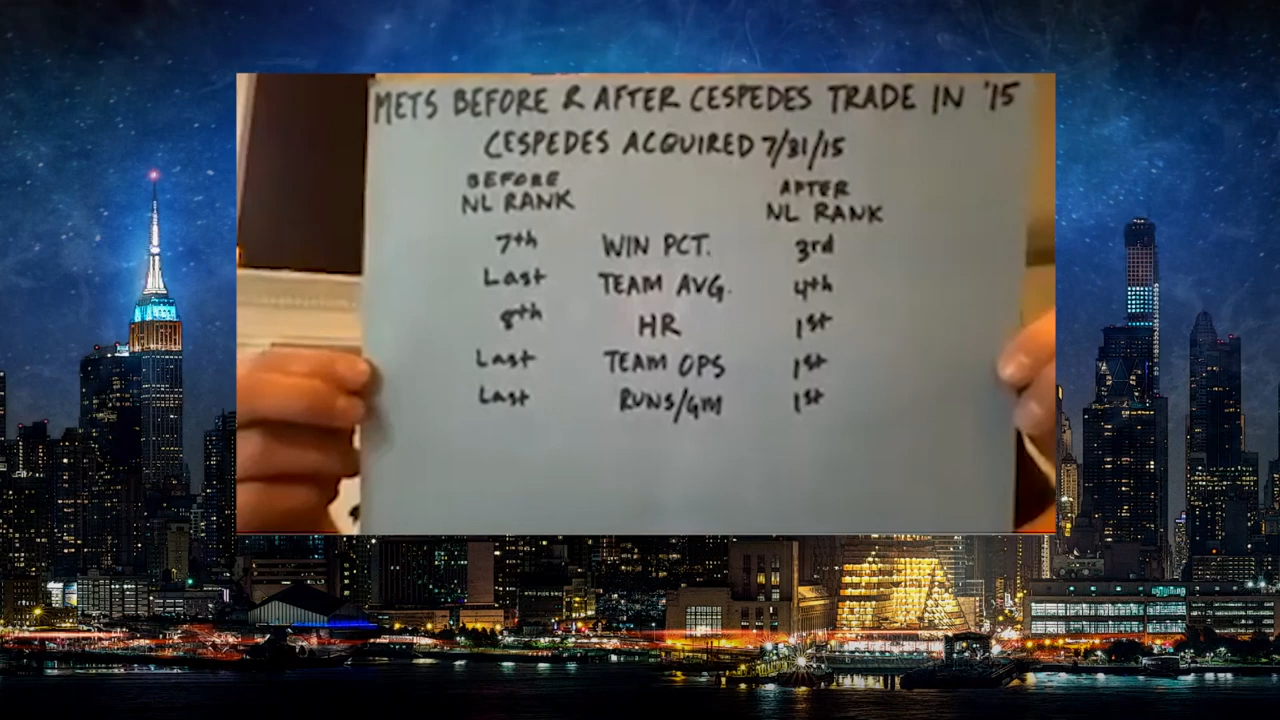 METS BEFORE & AFTER CESPEDES TRADE IN '15
CESPEDES ACQUIRED 7/31/15
BEFORE AFTER
NL RANK NL RANK
7th WIN PCT. 3rd
Last TEAM AVG. 4th
8th HR 1st
Last TEAM OPS 1st
Last RUNS/GM 1st